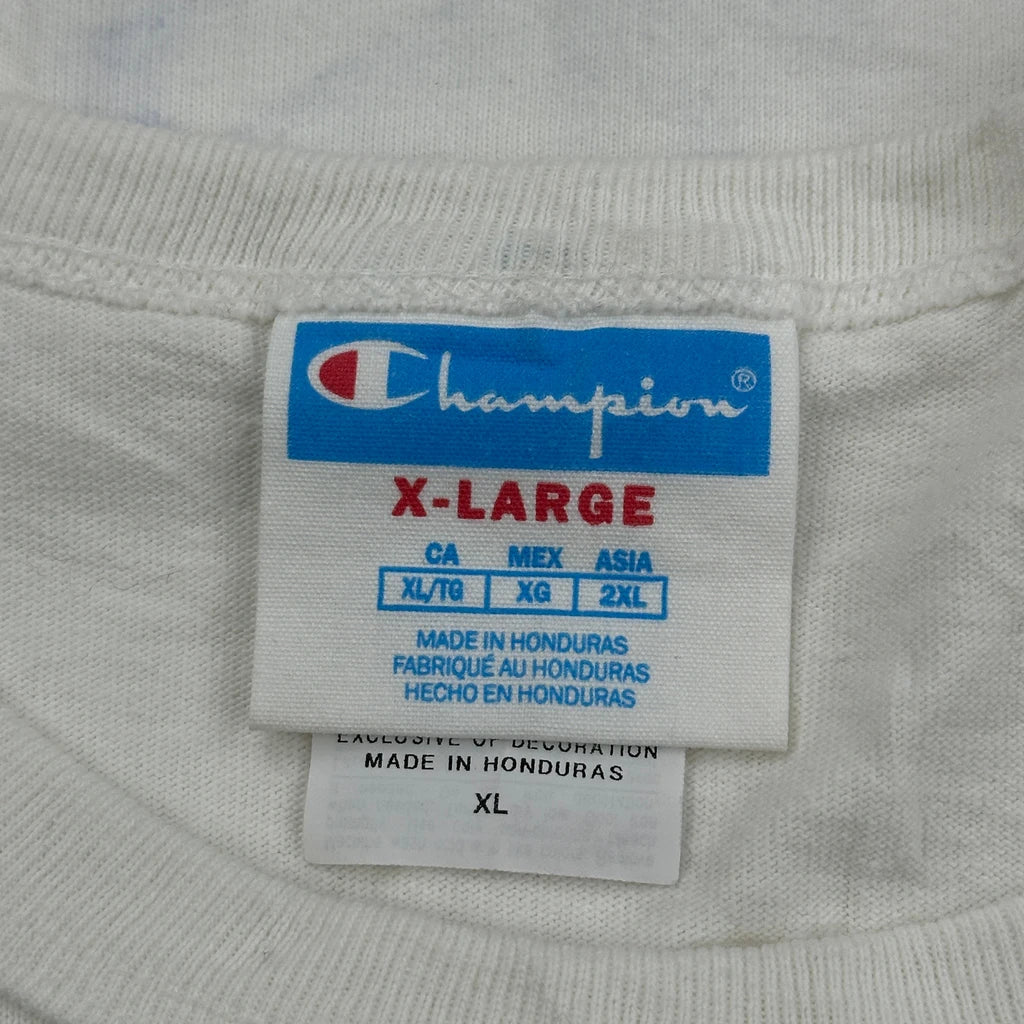 Champion®
X-LARGE
CA MEX ASIA
XL/TG XG 2XL
MADE IN HONDURAS
FABRIQUÉ AU HONDURAS
HECHO EN HONDURAS
EXCLUSIVE OF DECORATION
MADE IN HONDURAS
XL